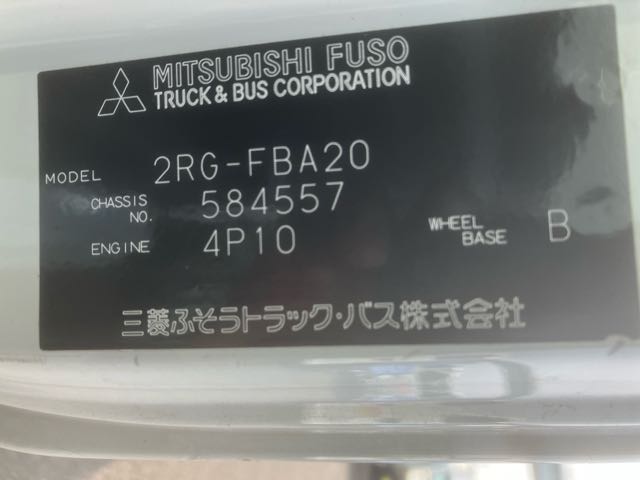 MITSUBISHI FUSO
TRUCK & BUS CORPORATION
MODEL 2RG-FBA20
CHASSIS NO. 584557
ENGINE 4P10 WHEEL BASE B
三菱ふそうトラック・バス株式会社